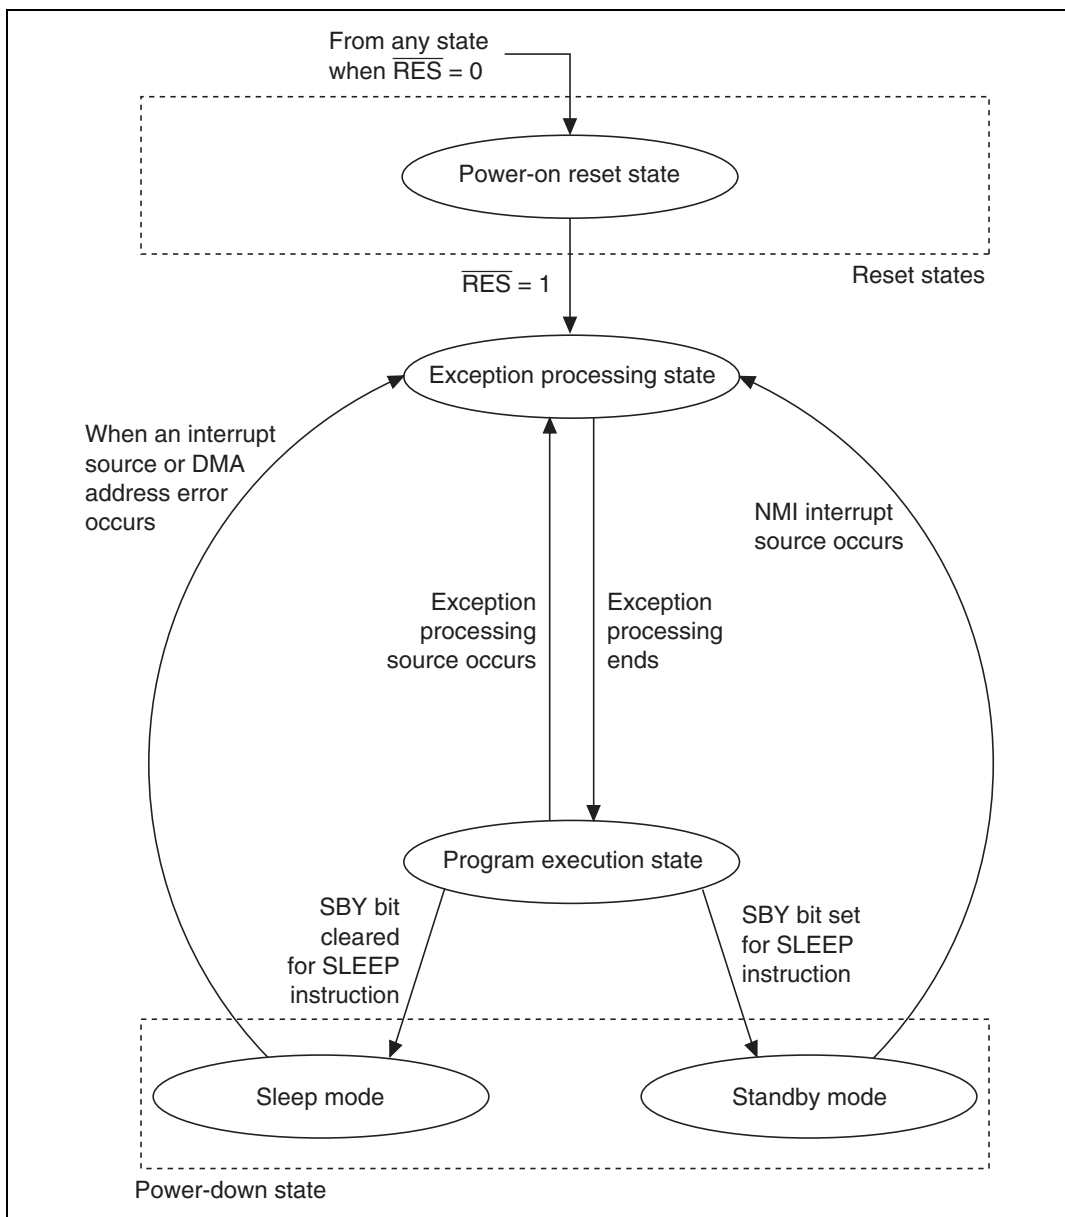 From any state
when R̅E̅S̅ = 0
Power-on reset state
Reset states
R̅E̅S̅ = 1
Exception processing state
When an interrupt
source or DMA
address error
occurs
NMI interrupt
source occurs
Exception
processing
source occurs
Exception
processing
ends
Program execution state
SBY bit
cleared
for SLEEP
instruction
SBY bit set
for SLEEP
instruction
Sleep mode
Standby mode
Power-down state